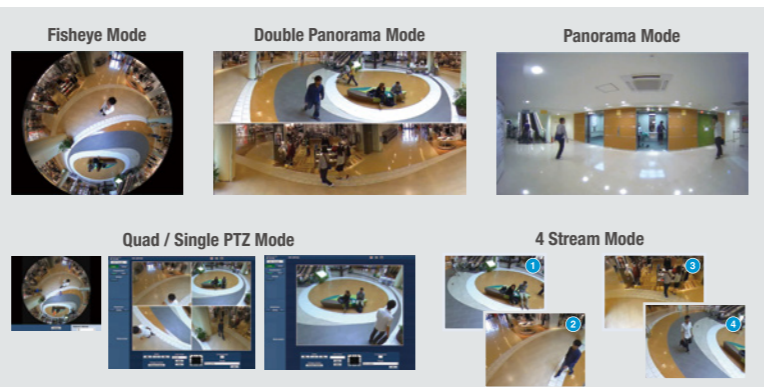 Fisheye Mode
Double Panorama Mode
Panorama Mode
Quad / Single PTZ Mode
4 Stream Mode
1
3
2
4